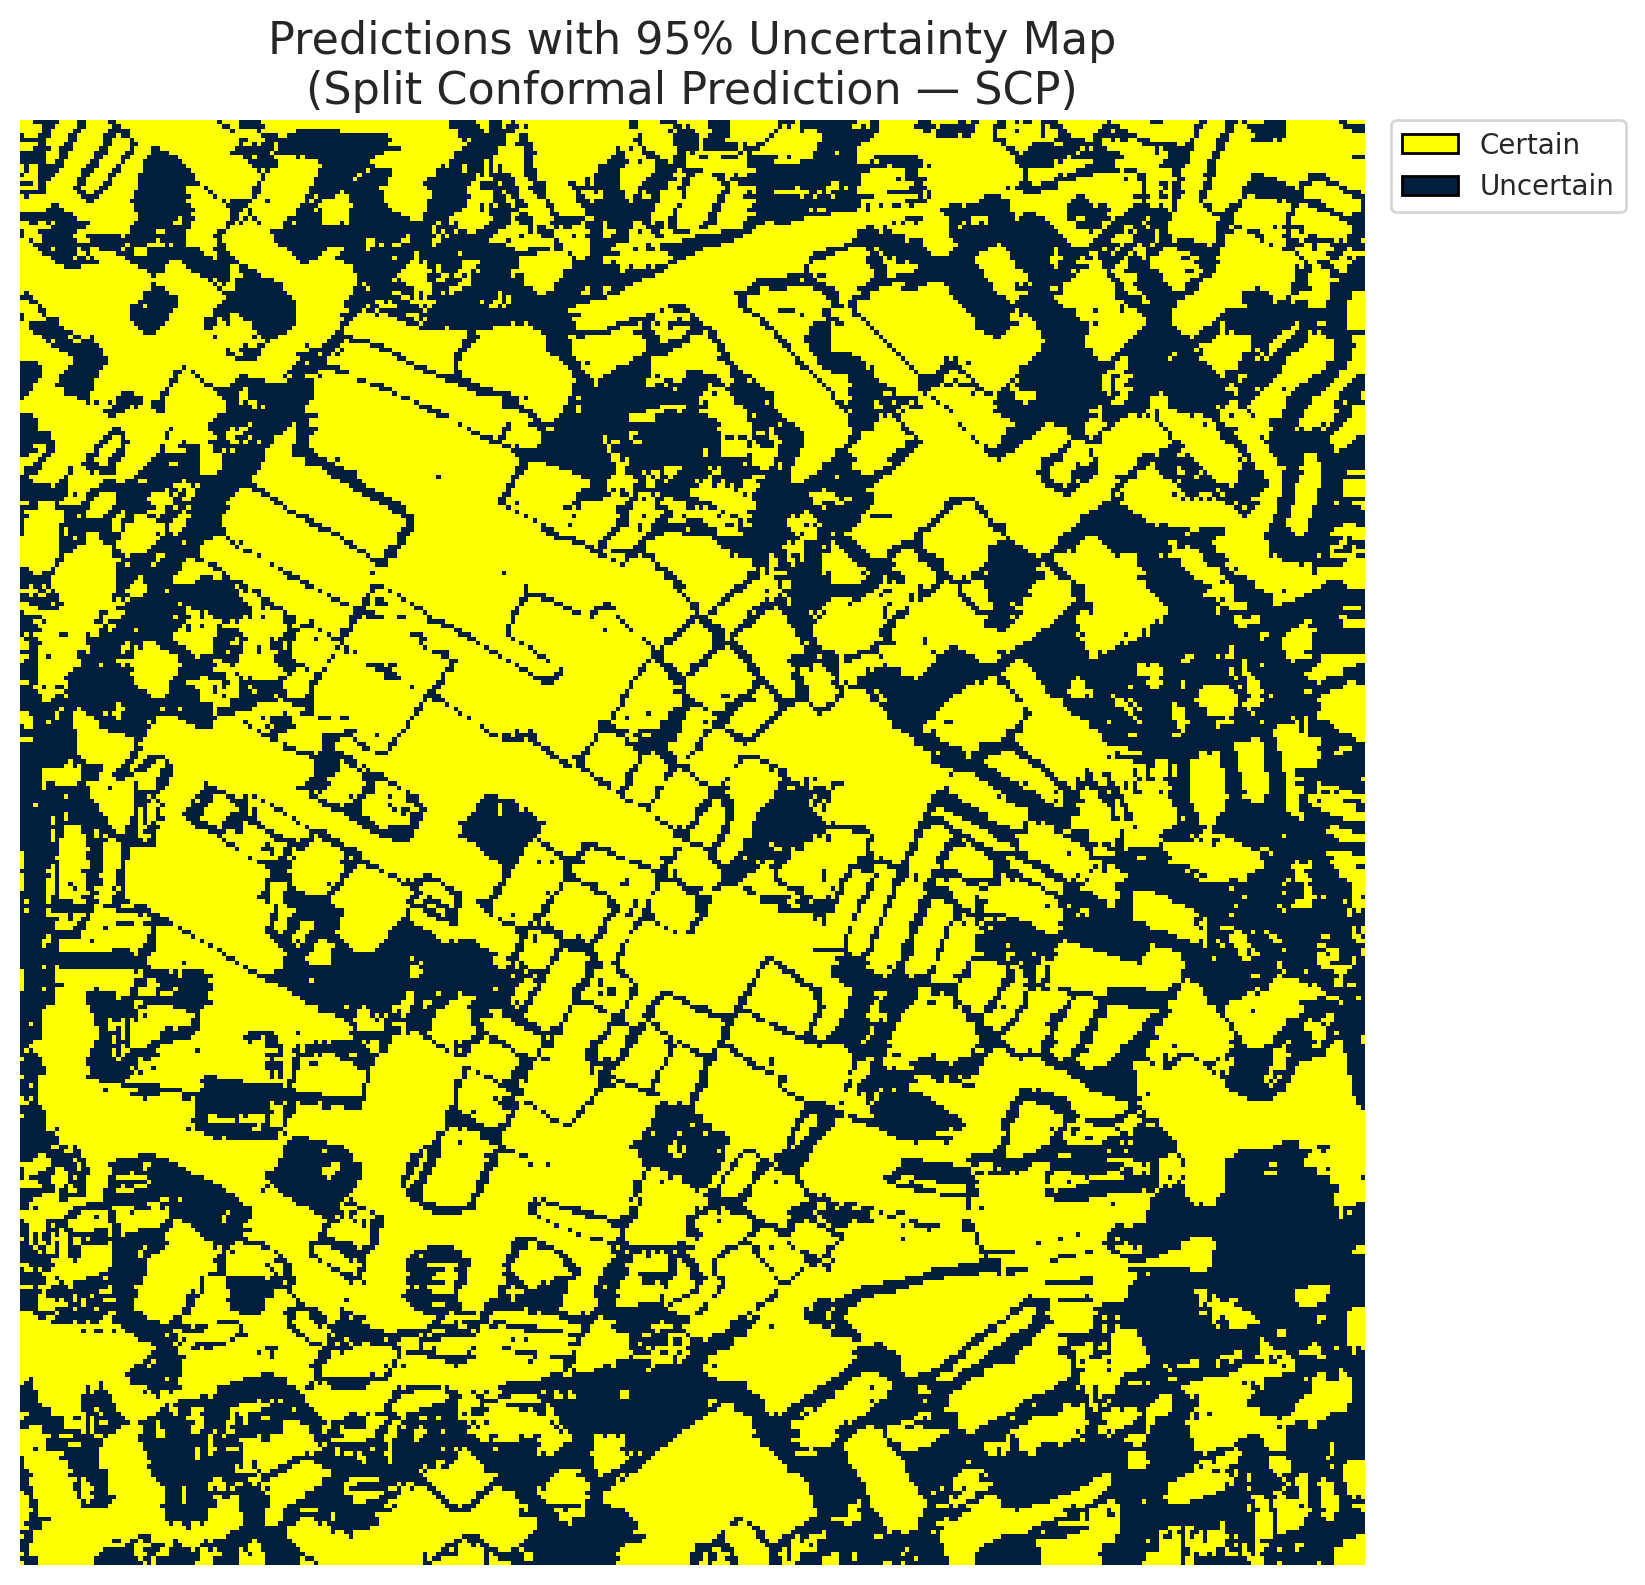 Predictions with 95% Uncertainty Map
(Split Conformal Prediction — SCP)
Certain
Uncertain